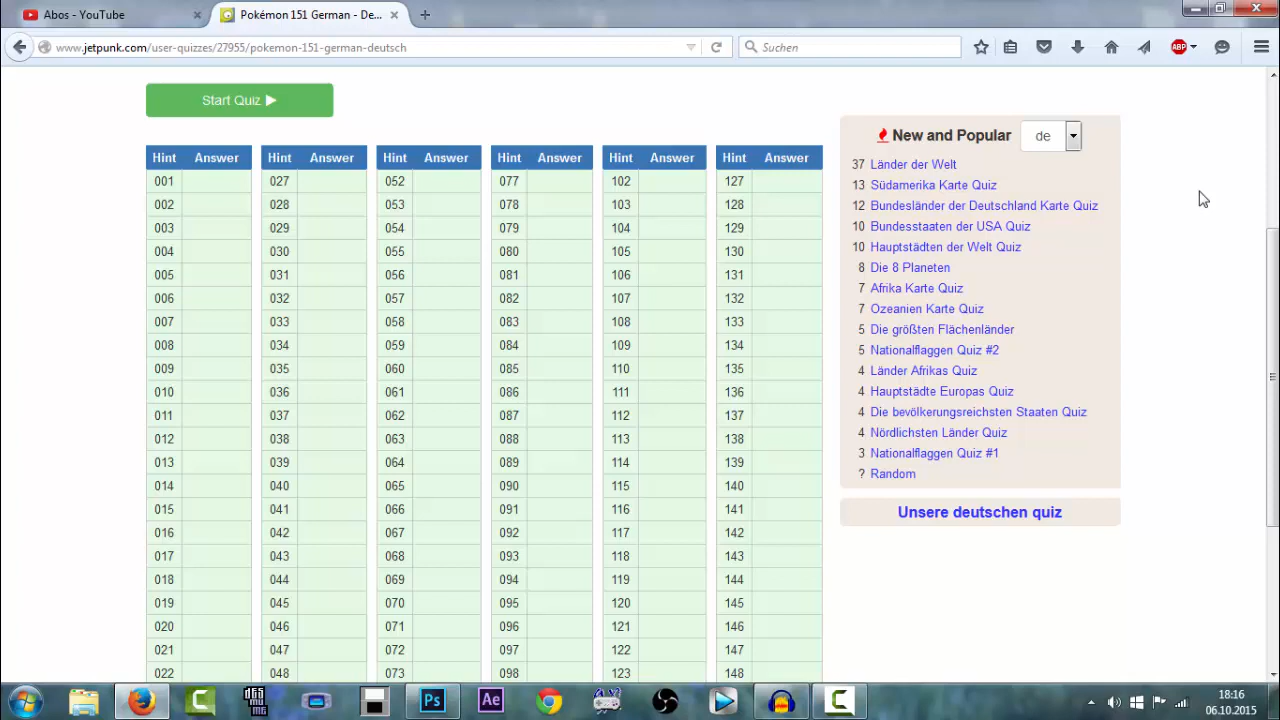 Abos - YouTube
Pokémon 151 German - De...
www.jetpunk.com/user-quizzes/27955/pokemon-151-german-deutsch
Suchen
ABP
Start Quiz
Hint Answer Hint Answer Hint Answer Hint Answer Hint Answer Hint Answer
001 027 052 077 102 127
002 028 053 078 103 128
003 029 054 079 104 129
004 030 055 080 105 130
005 031 056 081 106 131
006 032 057 082 107 132
007 033 058 083 108 133
008 034 059 084 109 134
009 035 060 085 110 135
010 036 061 086 111 136
011 037 062 087 112 137
012 038 063 088 113 138
013 039 064 089 114 139
014 040 065 090 115 140
015 041 066 091 116 141
016 042 067 092 117 142
017 043 068 093 118 143
018 044 069 094 119 144
019 045 070 095 120 145
020 046 071 096 121 146
021 047 072 097 122 147
022 048 073 098 123 148
New and Popular de
37 Länder der Welt
13 Südamerika Karte Quiz
12 Bundesländer der Deutschland Karte Quiz
10 Bundesstaaten der USA Quiz
10 Hauptstädten der Welt Quiz
8 Die 8 Planeten
7 Afrika Karte Quiz
7 Ozeanien Karte Quiz
5 Die größten Flächenländer
5 Nationalflaggen Quiz #2
4 Länder Afrikas Quiz
4 Hauptstädte Europas Quiz
4 Die bevölkerungsreichsten Staaten Quiz
4 Nördlichsten Länder Quiz
3 Nationalflaggen Quiz #1
? Random
Unsere deutschen quiz
Ps
Ae
18:16
06.10.2015